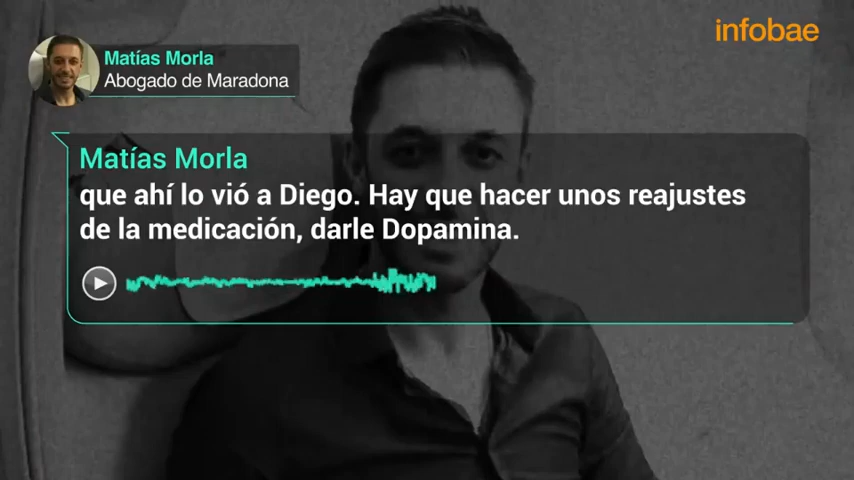 infobae
Matías Morla
Abogado de Maradona
Matías Morla
que ahí lo vió a Diego. Hay que hacer unos reajustes
de la medicación, darle Dopamina.